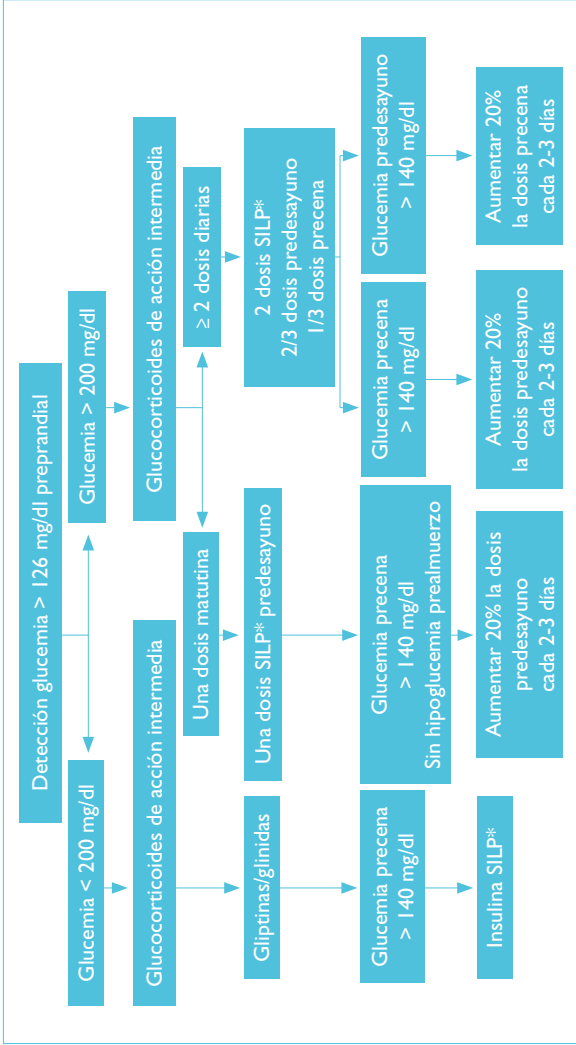 Detección glucemia > 126 mg/dl preprandial
Glucemia < 200 mg/dl
Glucemia > 200 mg/dl
Glucocorticoides de acción intermedia
Glucocorticoides de acción intermedia
Una dosis matutina
≥ 2 dosis diarias
Gliptinas/glinidas
Una dosis SILP* predesayuno
2 dosis SILP*
2/3 dosis predesayuno
1/3 dosis precena
Glucemia precena
> 140 mg/dl
Glucemia precena
> 140 mg/dl
Sin hipoglucemia prealmuerzo
Glucemia precena
> 140 mg/dl
Glucemia predesayuno
> 140 mg/dl
Insulina SILP*
Aumentar 20% la dosis
predesayuno
cada 2-3 días
Aumentar 20%
la dosis predesayuno
cada 2-3 días
Aumentar 20%
la dosis precena
cada 2-3 días